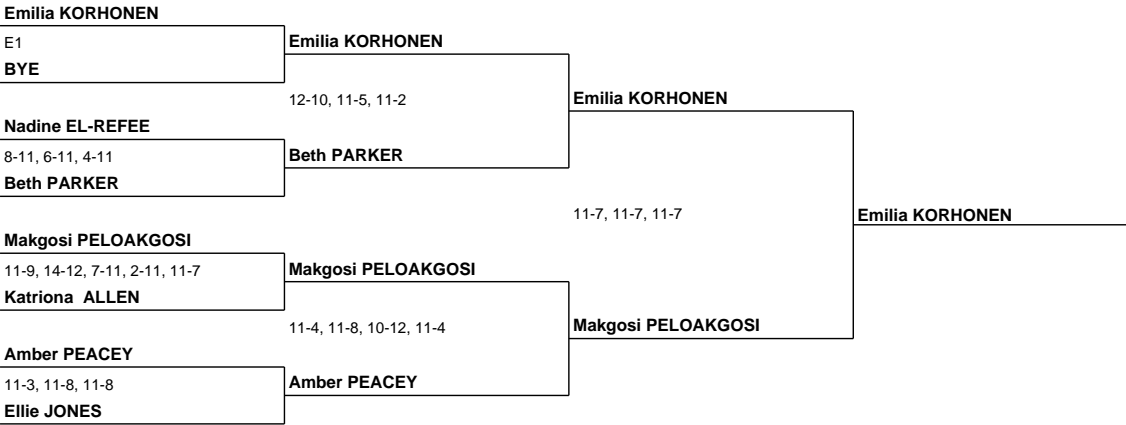 Emilia KORHONEN
E1
BYE
Emilia KORHONEN
12-10, 11-5, 11-2
Emilia KORHONEN
Nadine EL-REFEE
8-11, 6-11, 4-11
Beth PARKER
Beth PARKER
11-7, 11-7, 11-7
Emilia KORHONEN
Makgosi PELOAKGOSI
11-9, 14-12, 7-11, 2-11, 11-7
Katriona ALLEN
Makgosi PELOAKGOSI
11-4, 11-8, 10-12, 11-4
Makgosi PELOAKGOSI
Amber PEACEY
11-3, 11-8, 11-8
Ellie JONES
Amber PEACEY